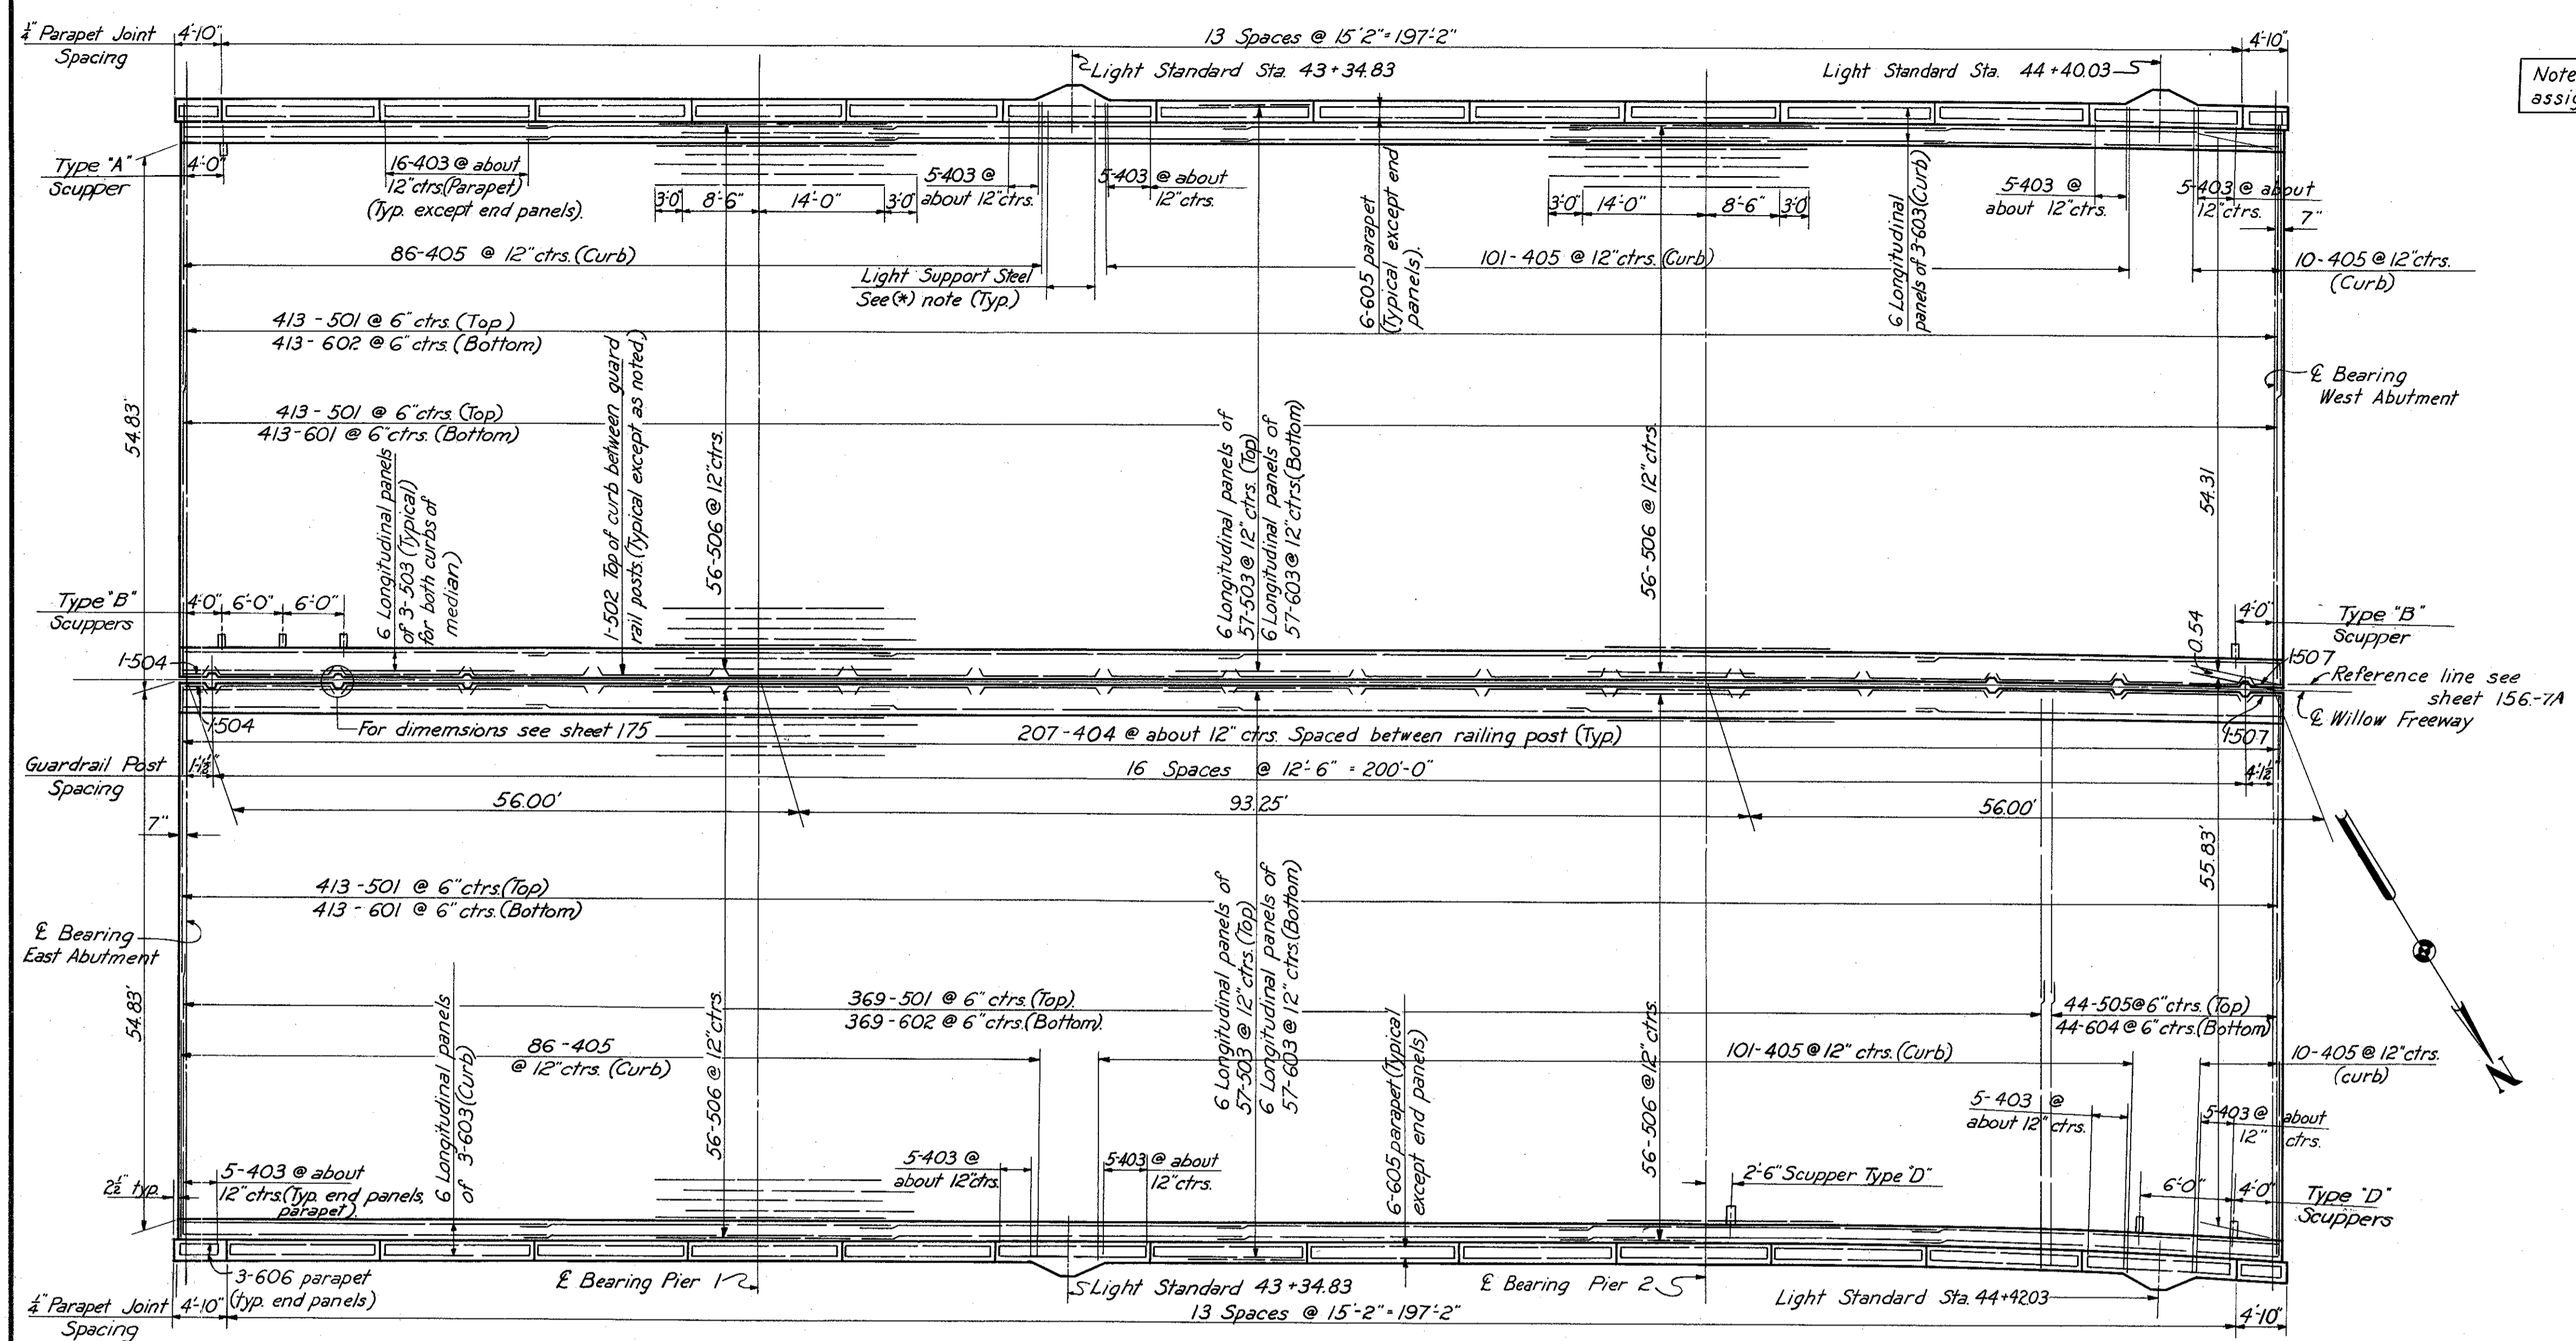 1/4" Parapet Joint
Spacing
4'-10"
13 Spaces @ 15'2"=197'-2"
4'-10"
Light Standard Sta. 43+34.83
Light Standard Sta. 44+40.03
Note
assig
Type "A"
Scupper
4'-0"
16-403 @ about
12"ctrs(Parapet)
(Typ. except end panels).
3'-0"
8'-6"
14'-0"
3'-0"
5-403 @
about 12"ctrs.
5-403 @ about
12"ctrs.
6-605 parapet
(Typical except end
panels).
3'-0"
14'-0"
8'-6"
3'-0"
6 Longitudinal
panels of 3-603(Curb)
5-403 @
about 12"ctrs.
5-403 @ about
12"ctrs.
7"
86-405 @ 12"ctrs.(Curb)
Light Support Steel
See(*) note (Typ.)
101-405 @ 12"ctrs.(Curb)
10-405 @ 12"ctrs.
(Curb)
413-501 @ 6"ctrs.(Top)
413-602 @ 6"ctrs.(Bottom)
℄ Bearing
West Abutment
54.83'
413-501 @ 6"ctrs.(Top)
413-601 @ 6"ctrs.(Bottom)
6 Longitudinal panels
of 3-503 (Typical)
for both curbs of
median)
1-502 Top of curb between guard
rail posts.(Typical except as noted.)
56-506 @ 12"ctrs.
6 Longitudinal panels of
57-503 @ 12"ctrs.(Top)
6 Longitudinal panels of
57-603 @ 12"ctrs.(Bottom)
56-506 @ 12"ctrs.
54.31
Type "B"
Scuppers
4'-0"
6'-0"
6'-0"
0.54
4'-0"
Type "B"
Scupper
1-504
1-507
Reference line see
sheet 156.-7A
℄ Willow Freeway
1-504
For dimemsions see sheet 175
207-404 @ about 12" ctrs. Spaced between railing post (Typ.)
1-507
Guardrail Post
Spacing
1'-1 1/2"
16 Spaces @ 12'-6" = 200'-0"
4'-1 1/2"
56.00'
93.25'
56.00'
7"
413-501 @ 6"ctrs.(Top)
413-601 @ 6"ctrs.(Bottom)
℄ Bearing
East Abutment
54.83'
55.83'
6 Longitudinal panels
of 3-603(Curb)
56-506 @ 12"ctrs.
369-501 @ 6"ctrs.(Top).
369-602 @ 6"ctrs.(Bottom).
6 Longitudinal panels of
57-503 @ 12"ctrs.(Top)
6 Longitudinal panels of
57-603 @ 12"ctrs.(Bottom)
6-605 parapet(Typical
except end panels)
56-506 @ 12"ctrs.
44-505@6"ctrs.(Top)
44-604 @ 6"ctrs.(Bottom)
86-405
@ 12"ctrs. (Curb)
101-405 @ 12" ctrs.(Curb)
10-405 @ 12"ctrs.
(curb)
N
2 1/2" typ.
5-403 @ about
12"ctrs.(Typ. end panels,
parapet).
5-403 @
about 12"ctrs.
5-403 @ about
12"ctrs.
2'-6" Scupper Type "D"
5-403 @
about 12"ctrs.
5-403 @ about
12" ctrs.
6'-0"
4'-0"
Type "D"
Scuppers
3-606 parapet
(typ. end panels)
℄ Bearing Pier 1
Light Standard 43+34.83
℄ Bearing Pier 2
Light Standard Sta. 44+42.03
1/4" Parapet Joint
Spacing
4'-10"
13 Spaces @ 15'-2"=197'-2"
4'-10"